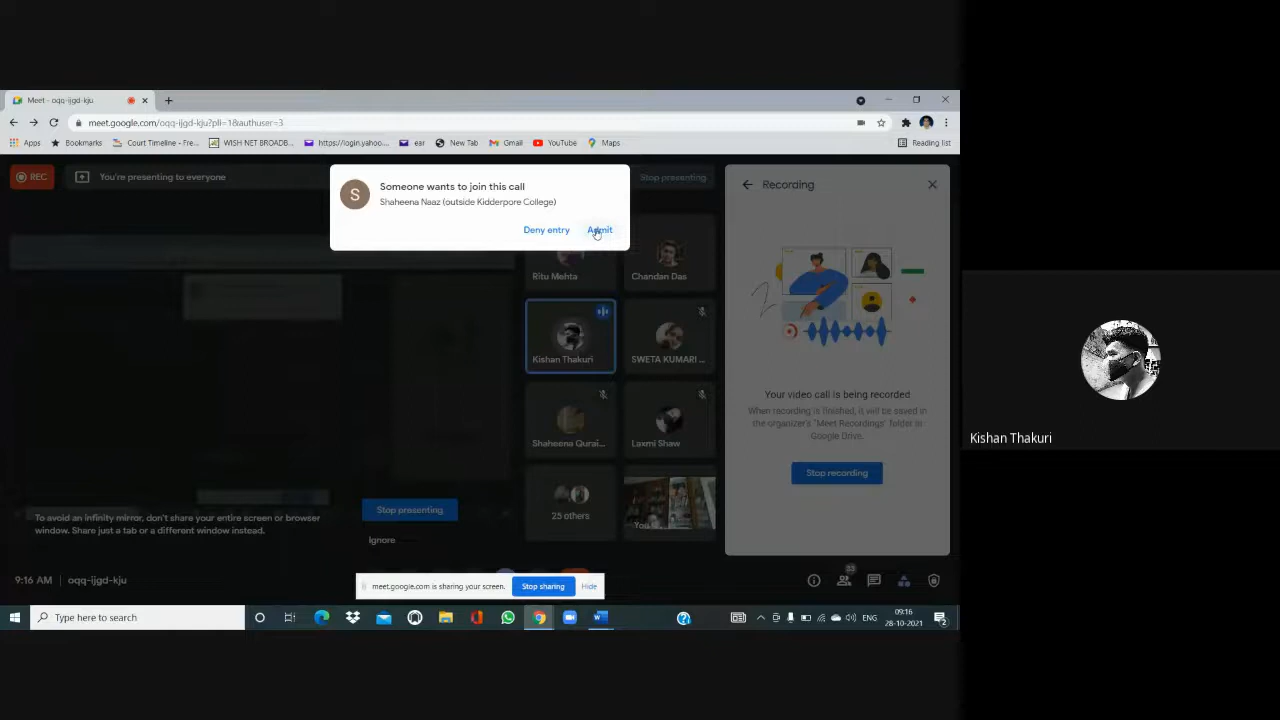 Meet - oqq-ijgd-kju
meet.google.com/oqq-ijgd-kju?pli=1&authuser=3
Apps
Bookmarks
Court Timeline - Fre...
WISH NET BROADB...
https://login.yahoo....
ear
New Tab
Gmail
YouTube
Maps
Reading list
REC
You're presenting to everyone
Stop presenting
Someone wants to join this call
S
Shaheena Naaz (outside Kidderpore College)
Deny entry
Admit
Ritu Mehta
Chandan Das
Kishan Thakuri
SWETA KUMARI ...
Shaheena Qurai...
Laxmi Shaw
25 others
You
Recording
Your video call is being recorded
When recording is finished, it will be saved in
the organizer's "Meet Recordings" folder in
Google Drive.
Stop recording
To avoid an infinity mirror, don't share your entire screen or browser
window. Share just a tab or a different window instead.
Stop presenting
Ignore
9:16 AM | oqq-ijgd-kju
33
meet.google.com is sharing your screen.
Stop sharing
Hide
Type here to search
ENG
09:16
28-10-2021
2
Kishan Thakuri